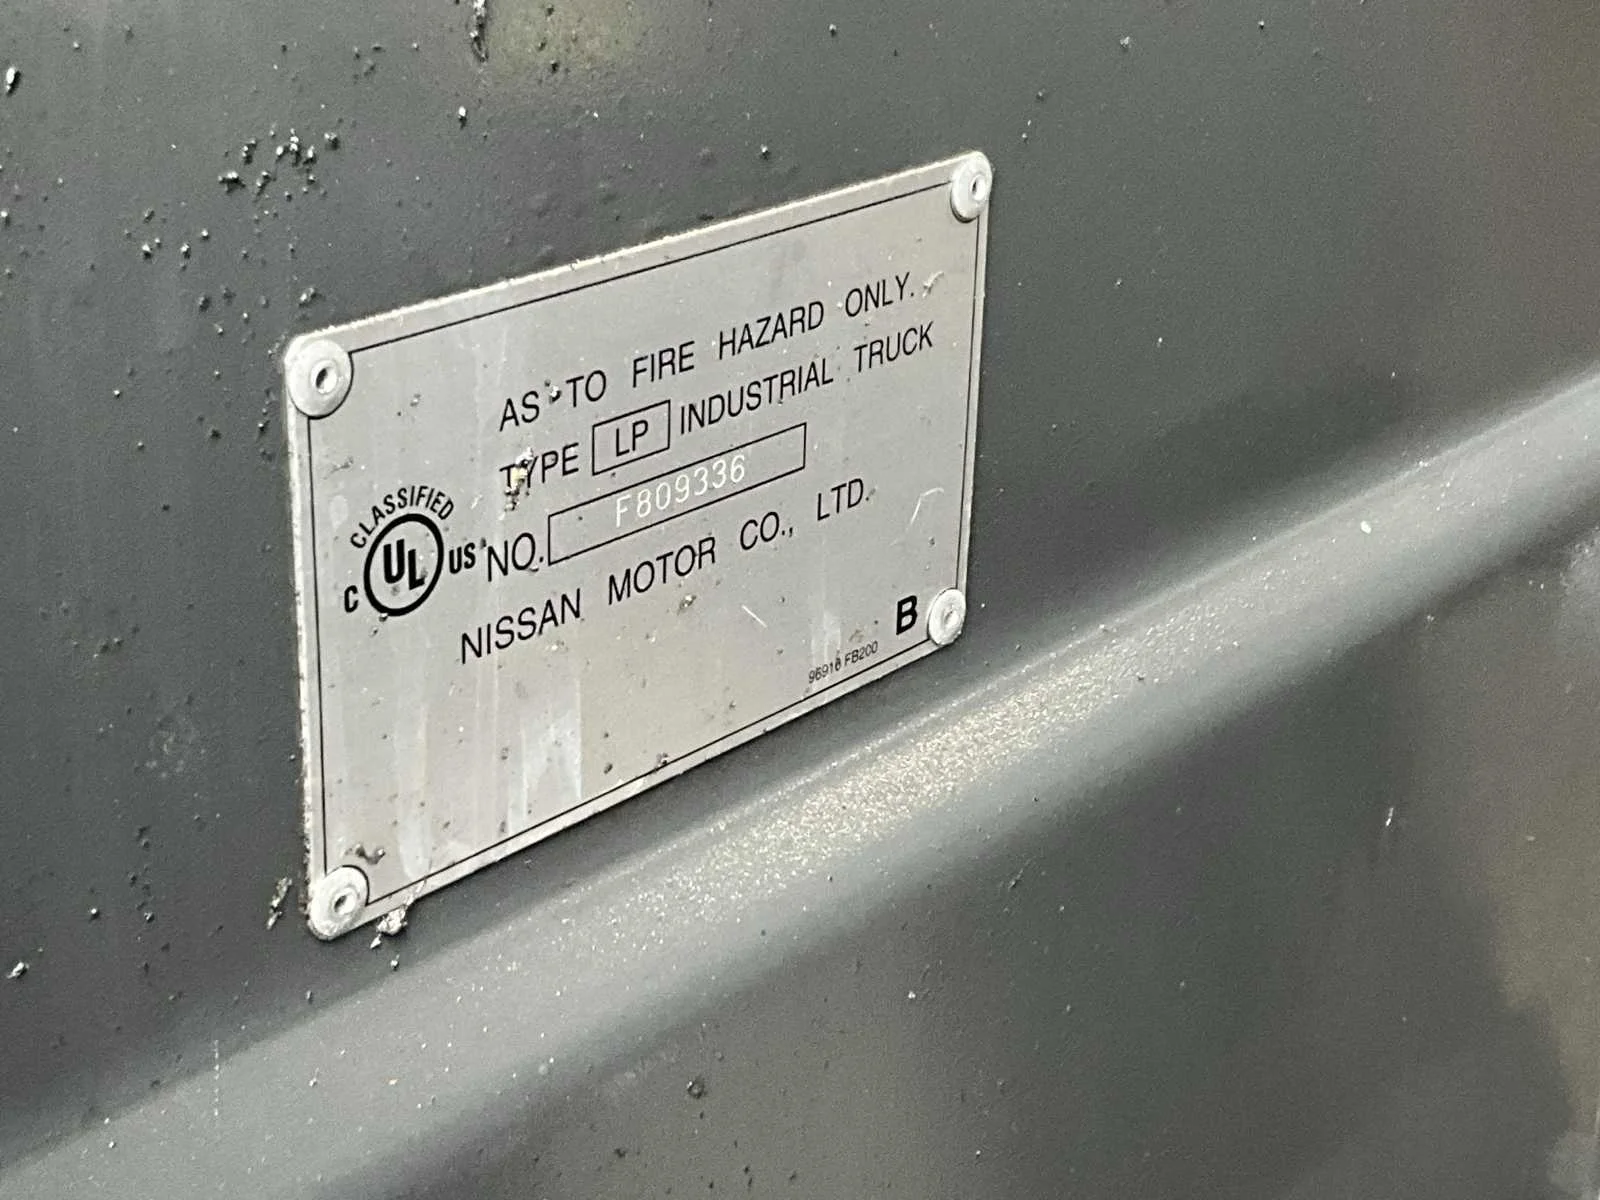 AS TO FIRE HAZARD ONLY.
TYPE LP INDUSTRIAL TRUCK
NO. F809336
NISSAN MOTOR CO., LTD.
CLASSIFIED
C UL US
B
96918 FB200